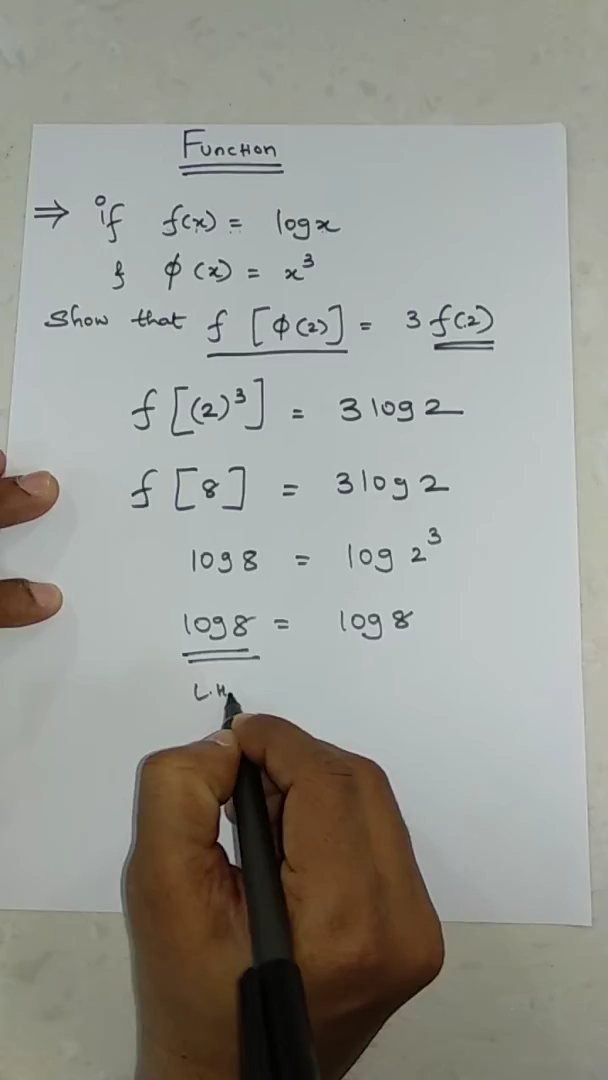 Function
⇒ if f(x) = log x
& φ(x) = x³
Show that f [φ(2)] = 3 f(2)
f [(2)³] = 3 log 2
f [8] = 3 log 2
log 8 = log 2³
log 8 = log 8
L.H